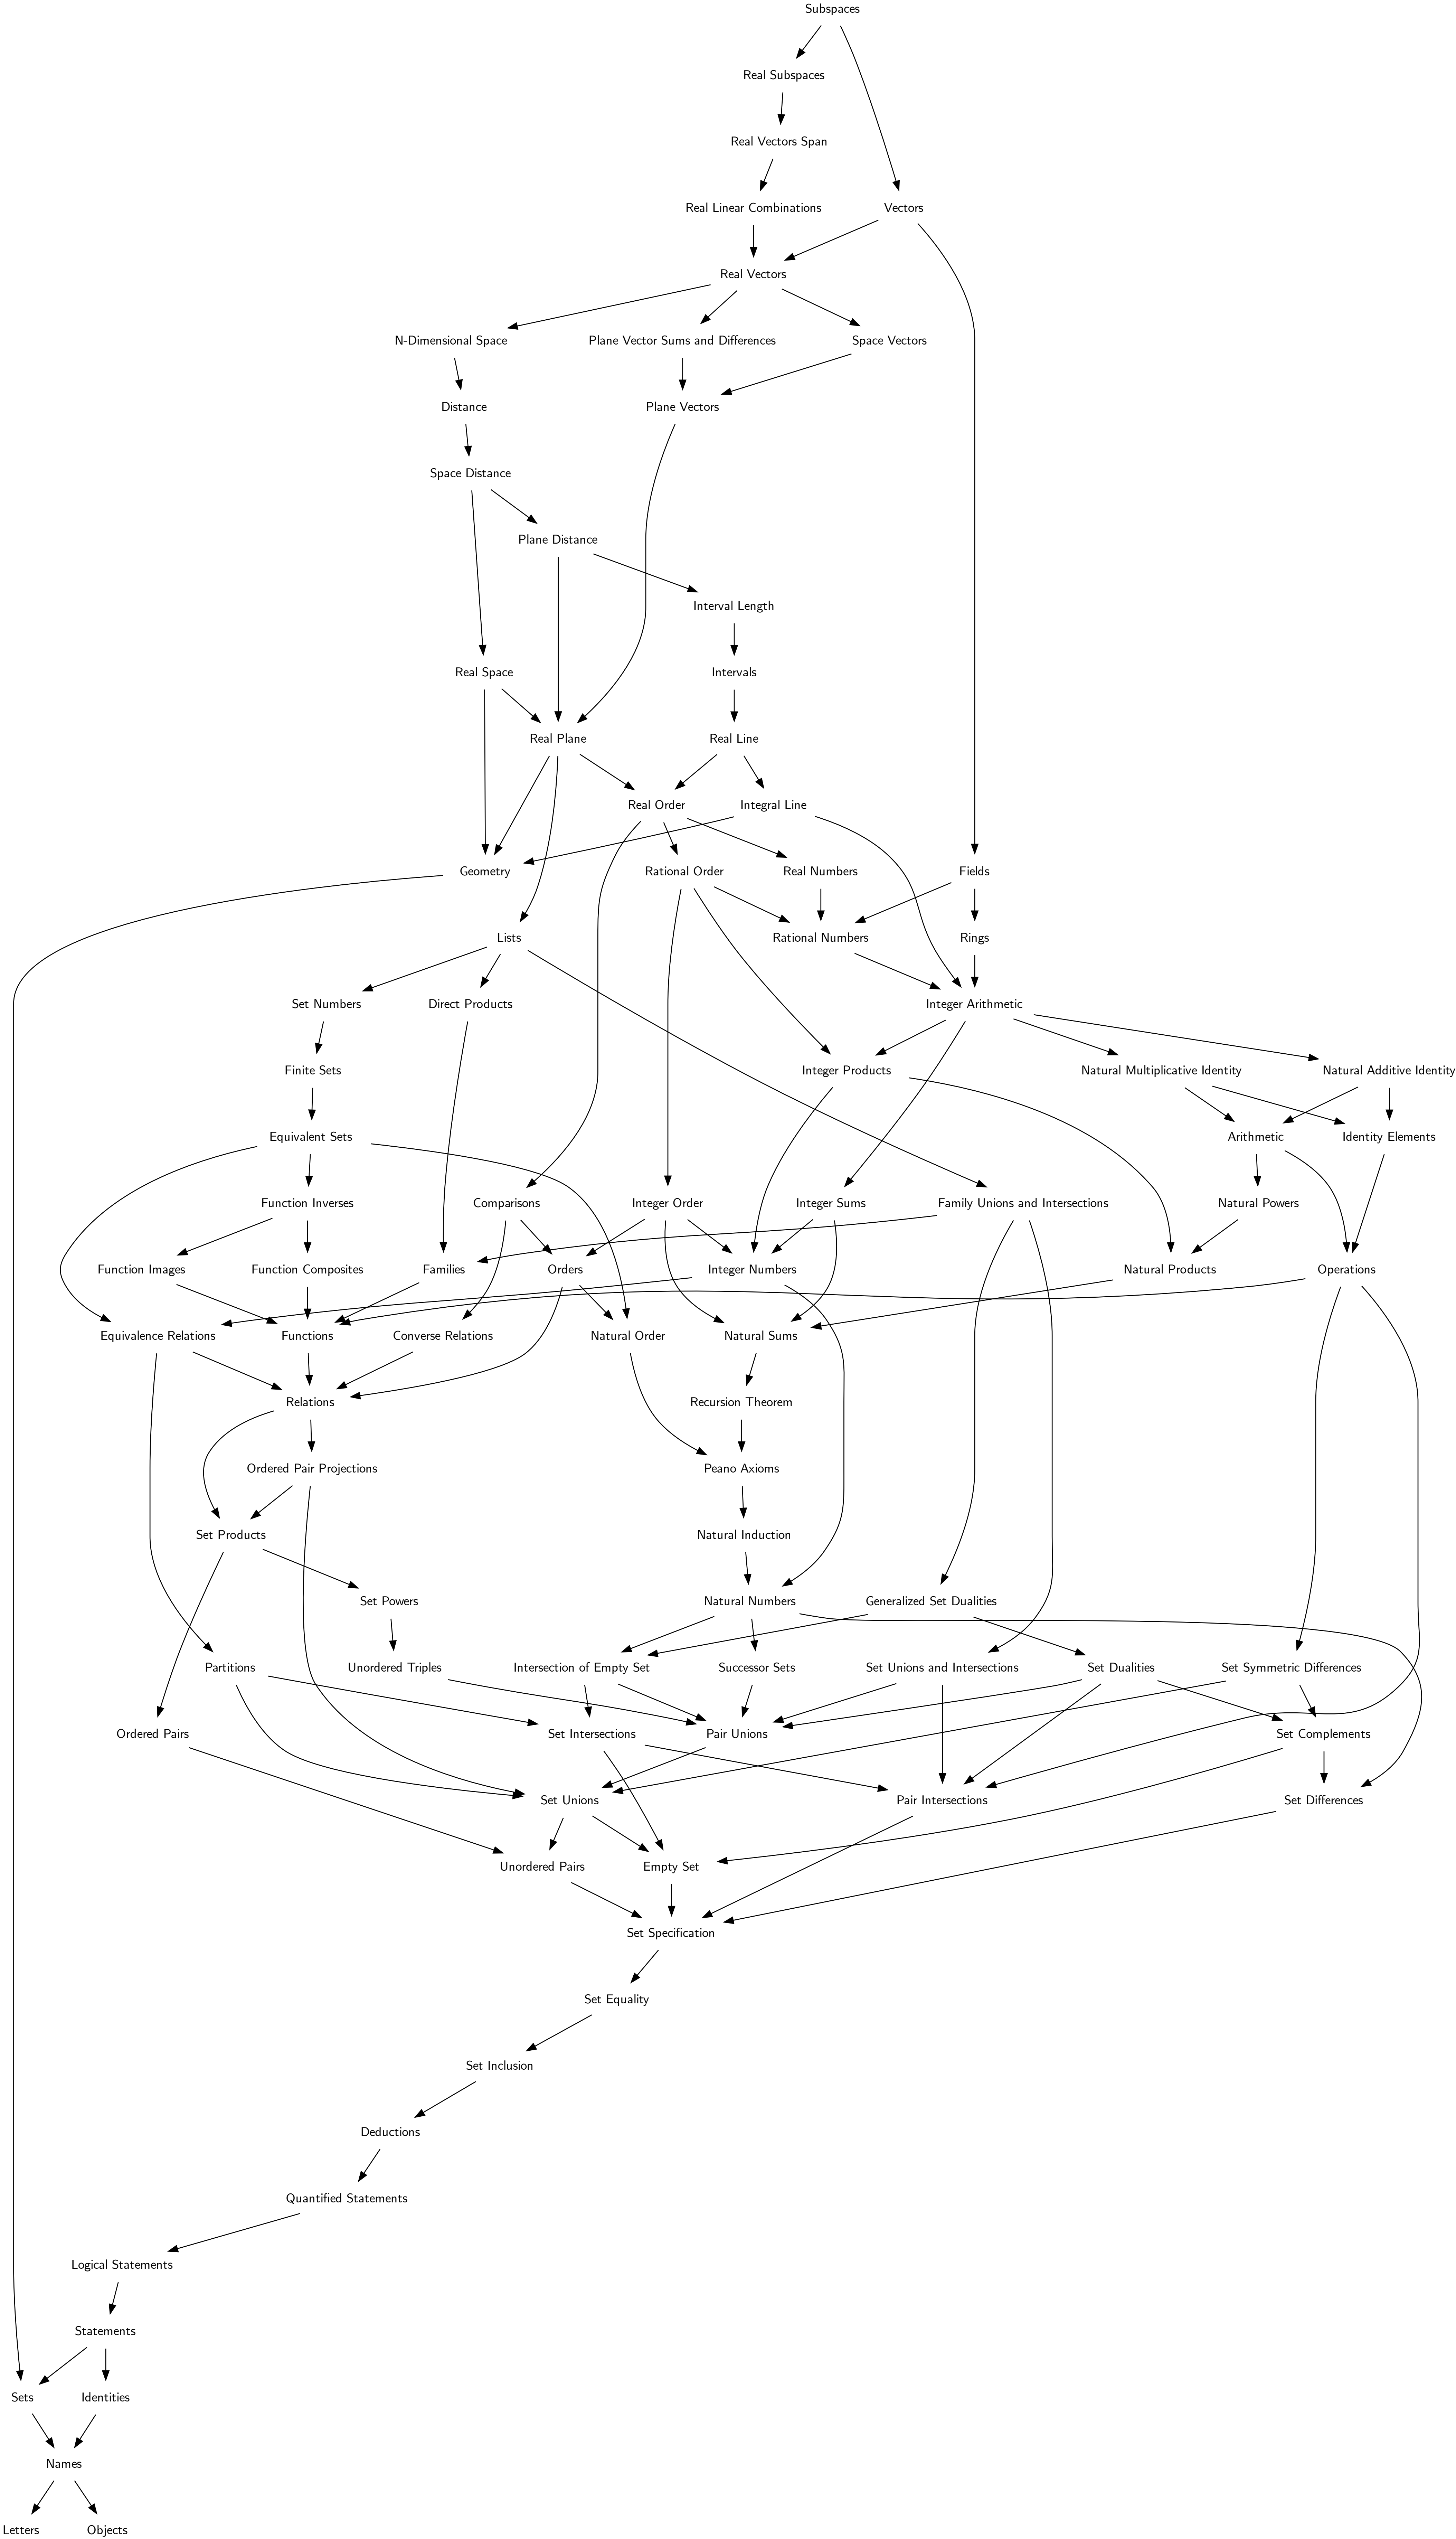 Subspaces
Real Subspaces
Real Vectors Span
Real Linear Combinations
Vectors
Real Vectors
N-Dimensional Space
Plane Vector Sums and Differences
Space Vectors
Distance
Plane Vectors
Space Distance
Plane Distance
Interval Length
Real Space
Intervals
Real Plane
Real Line
Real Order
Integral Line
Geometry
Rational Order
Real Numbers
Fields
Lists
Rational Numbers
Rings
Set Numbers
Direct Products
Integer Arithmetic
Finite Sets
Integer Products
Natural Multiplicative Identity
Natural Additive Identity
Equivalent Sets
Arithmetic
Identity Elements
Function Inverses
Comparisons
Integer Order
Integer Sums
Family Unions and Intersections
Natural Powers
Function Images
Function Composites
Families
Orders
Integer Numbers
Natural Products
Operations
Equivalence Relations
Functions
Converse Relations
Natural Order
Natural Sums
Relations
Recursion Theorem
Ordered Pair Projections
Peano Axioms
Set Products
Natural Induction
Set Powers
Natural Numbers
Generalized Set Dualities
Partitions
Unordered Triples
Intersection of Empty Set
Successor Sets
Set Unions and Intersections
Set Dualities
Set Symmetric Differences
Ordered Pairs
Set Intersections
Pair Unions
Set Complements
Set Unions
Pair Intersections
Set Differences
Unordered Pairs
Empty Set
Set Specification
Set Equality
Set Inclusion
Deductions
Quantified Statements
Logical Statements
Statements
Sets
Identities
Names
Letters
Objects